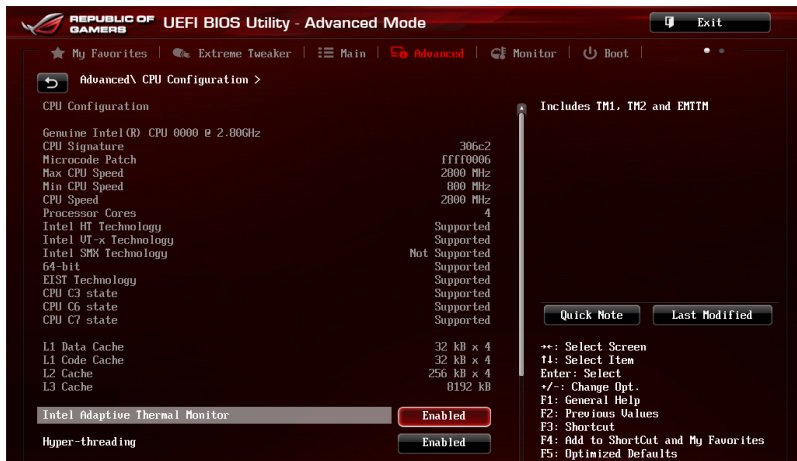 REPUBLIC OF GAMERS UEFI BIOS Utility - Advanced Mode Exit
My Favorites Extreme Tweaker Main Advanced Monitor Boot
Advanced\ CPU Configuration >
CPU Configuration
Genuine Intel(R) CPU 0000 @ 2.80GHz
CPU Signature 306c2
Microcode Patch ffff0006
Max CPU Speed 2800 MHz
Min CPU Speed 800 MHz
CPU Speed 2800 MHz
Processor Cores 4
Intel HT Technology Supported
Intel VT-x Technology Supported
Intel SMX Technology Not Supported
64-bit Supported
EIST Technology Supported
CPU C3 state Supported
CPU C6 state Supported
CPU C7 state Supported
L1 Data Cache 32 kB x 4
L1 Code Cache 32 kB x 4
L2 Cache 256 kB x 4
L3 Cache 8192 kB
Intel Adaptive Thermal Monitor Enabled
Hyper-threading Enabled
Includes TM1, TM2 and EMTTM
Quick Note Last Modified
→←: Select Screen
↑↓: Select Item
Enter: Select
+/-: Change Opt.
F1: General Help
F2: Previous Values
F3: Shortcut
F4: Add to ShortCut and My Favorites
F5: Optimized Defaults